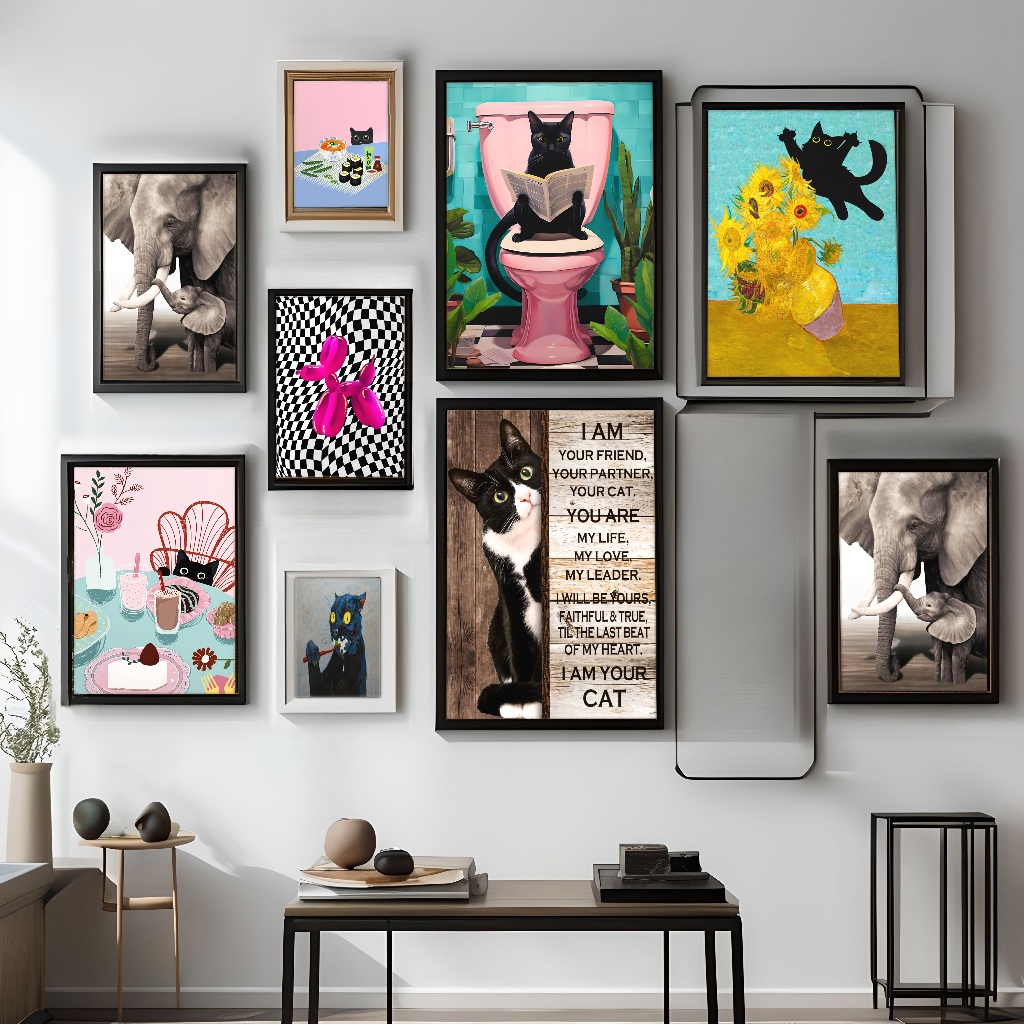 I AM
YOUR FRIEND,
YOUR PARTNER,
YOUR CAT.
YOU ARE
MY LIFE,
MY LOVE,
MY LEADER.
I WILL BE YOURS,
FAITHFUL & TRUE,
'TIL THE LAST BEAT
OF MY HEART.
I AM YOUR
CAT